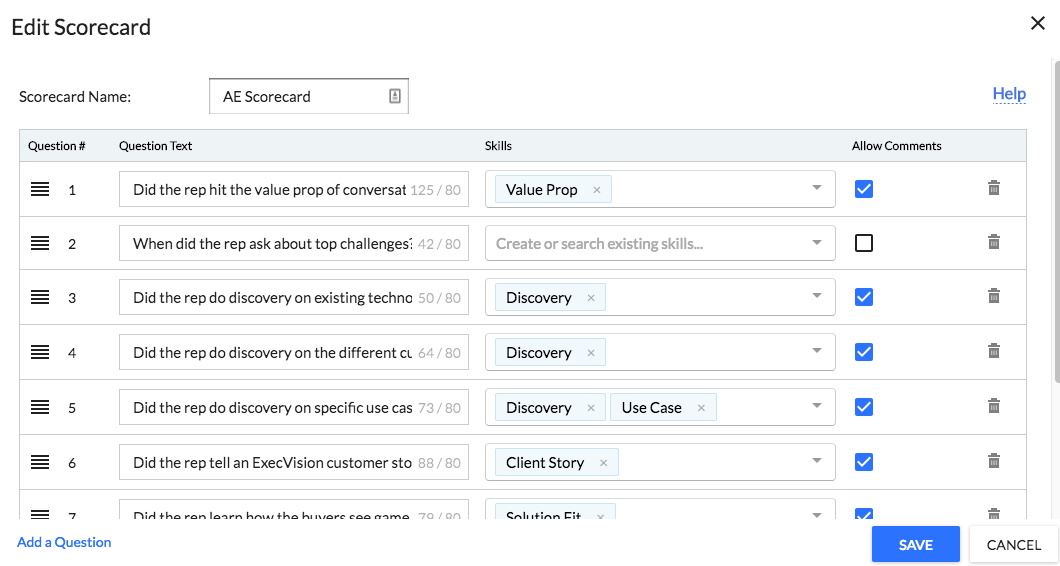 Edit Scorecard
Scorecard Name: AE Scorecard Help
Question # Question Text Skills Allow Comments
1 Did the rep hit the value prop of conversat 125 / 80 Value Prop ×
2 When did the rep ask about top challenges? 42 / 80 Create or search existing skills...
3 Did the rep do discovery on existing techno 50 / 80 Discovery ×
4 Did the rep do discovery on the different cu 64 / 80 Discovery ×
5 Did the rep do discovery on specific use cas 73 / 80 Discovery × Use Case ×
6 Did the rep tell an ExecVision customer sto 88 / 80 Client Story ×
7 Did the rep learn how the buyers see game 79 / 80 Solution Fit ×
Add a Question SAVE CANCEL